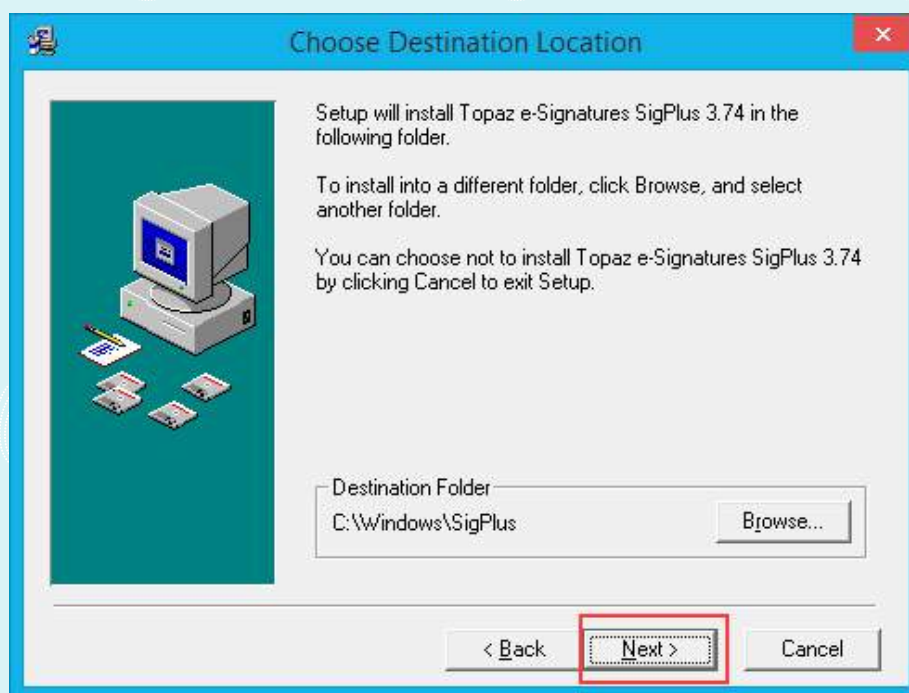 Choose Destination Location
Setup will install Topaz e-Signatures SigPlus 3.74 in the
following folder.
To install into a different folder, click Browse, and select
another folder.
You can choose not to install Topaz e-Signatures SigPlus 3.74
by clicking Cancel to exit Setup.
Destination Folder
C:\Windows\SigPlus
Browse...
< Back
Next >
Cancel